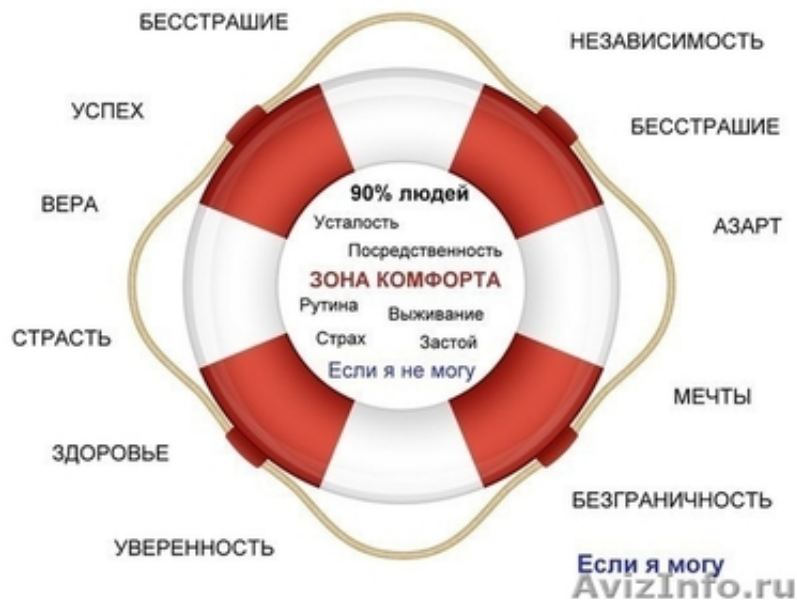 БЕССТРАШИЕ
НЕЗАВИСИМОСТЬ
УСПЕХ
БЕССТРАШИЕ
90% людей
ВЕРА
Усталость
АЗАРТ
Посредственность
ЗОНА КОМФОРТА
Рутина
Выживание
СТРАСТЬ
Страх
Застой
Если я не могу
МЕЧТЫ
ЗДОРОВЬЕ
БЕЗГРАНИЧНОСТЬ
УВЕРЕННОСТЬ
Если я могу
AvizInfo.ru